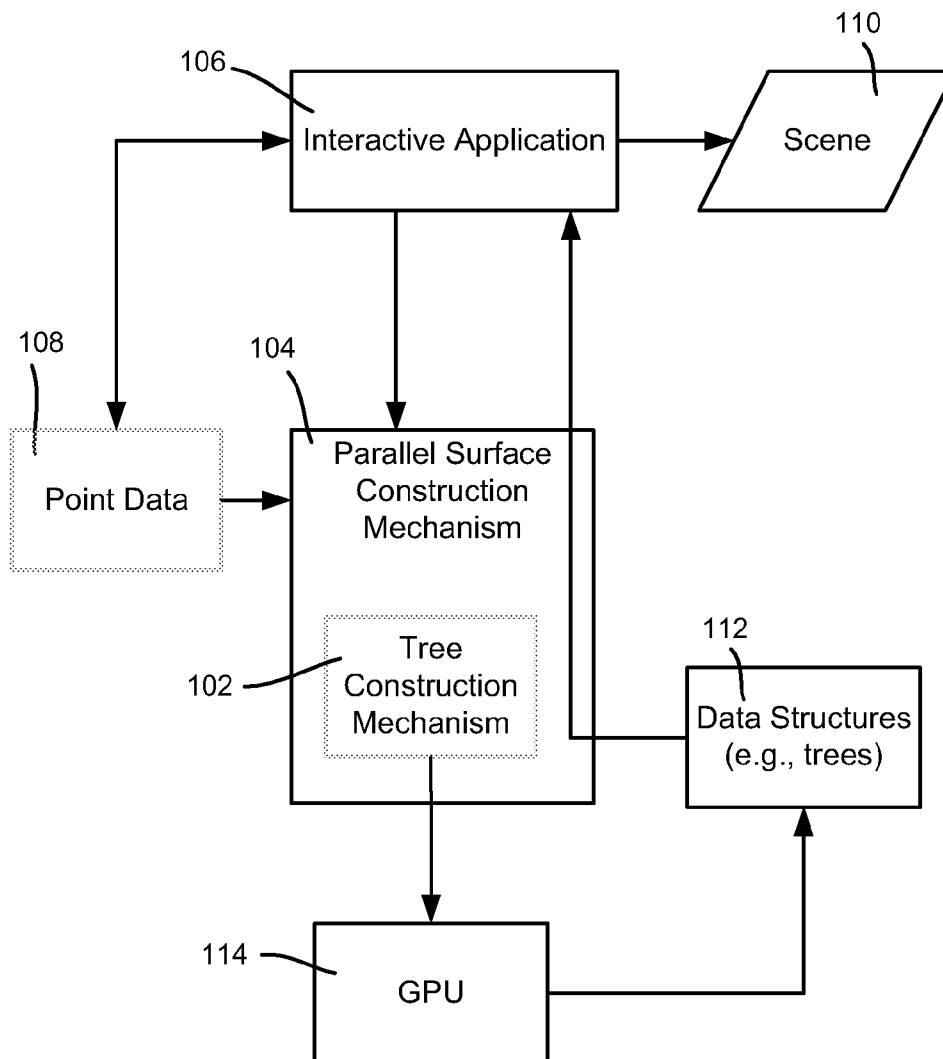 110
106
Interactive Application
Scene
108
104
Point Data
Parallel Surface
Construction
Mechanism
112
102
Tree
Construction
Mechanism
Data Structures
(e.g., trees)
114
GPU